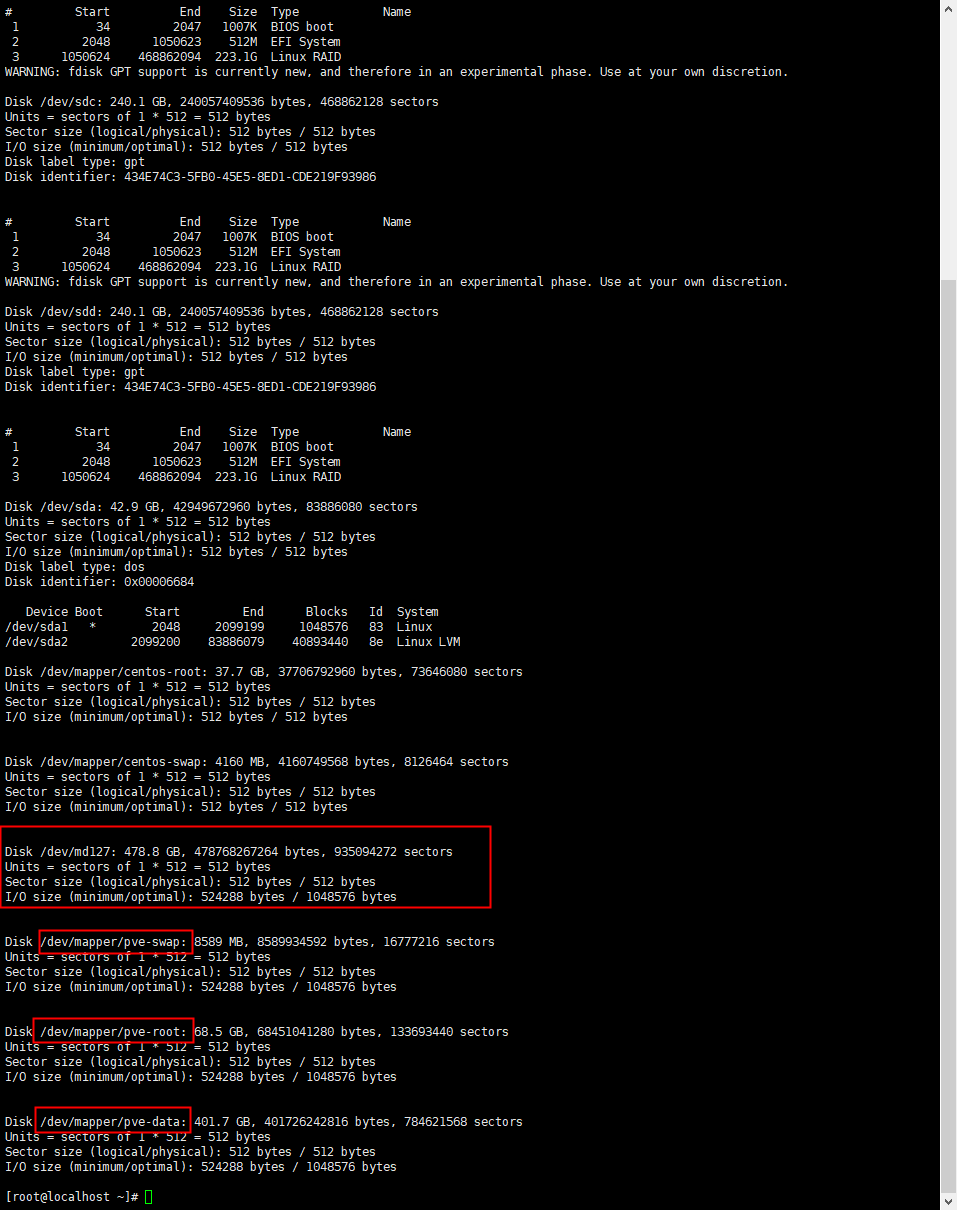 #         Start          End    Size  Type            Name
 1           34         2047   1007K  BIOS boot
 2         2048      1050623    512M  EFI System
 3      1050624    468862094  223.1G  Linux RAID
WARNING: fdisk GPT support is currently new, and therefore in an experimental phase. Use at your own discretion.
Disk /dev/sdc: 240.1 GB, 240057409536 bytes, 468862128 sectors
Units = sectors of 1 * 512 = 512 bytes
Sector size (logical/physical): 512 bytes / 512 bytes
I/O size (minimum/optimal): 512 bytes / 512 bytes
Disk label type: gpt
Disk identifier: 434E74C3-5FB0-45E5-8ED1-CDE219F93986
#         Start          End    Size  Type            Name
 1           34         2047   1007K  BIOS boot
 2         2048      1050623    512M  EFI System
 3      1050624    468862094  223.1G  Linux RAID
WARNING: fdisk GPT support is currently new, and therefore in an experimental phase. Use at your own discretion.
Disk /dev/sdd: 240.1 GB, 240057409536 bytes, 468862128 sectors
Units = sectors of 1 * 512 = 512 bytes
Sector size (logical/physical): 512 bytes / 512 bytes
I/O size (minimum/optimal): 512 bytes / 512 bytes
Disk label type: gpt
Disk identifier: 434E74C3-5FB0-45E5-8ED1-CDE219F93986
#         Start          End    Size  Type            Name
 1           34         2047   1007K  BIOS boot
 2         2048      1050623    512M  EFI System
 3      1050624    468862094  223.1G  Linux RAID
Disk /dev/sda: 42.9 GB, 42949672960 bytes, 83886080 sectors
Units = sectors of 1 * 512 = 512 bytes
Sector size (logical/physical): 512 bytes / 512 bytes
I/O size (minimum/optimal): 512 bytes / 512 bytes
Disk label type: dos
Disk identifier: 0x00006684
   Device Boot      Start         End      Blocks   Id  System
/dev/sda1   *        2048     2099199     1048576   83  Linux
/dev/sda2         2099200    83886079    40893440   8e  Linux LVM
Disk /dev/mapper/centos-root: 37.7 GB, 37706792960 bytes, 73646080 sectors
Units = sectors of 1 * 512 = 512 bytes
Sector size (logical/physical): 512 bytes / 512 bytes
I/O size (minimum/optimal): 512 bytes / 512 bytes
Disk /dev/mapper/centos-swap: 4160 MB, 4160749568 bytes, 8126464 sectors
Units = sectors of 1 * 512 = 512 bytes
Sector size (logical/physical): 512 bytes / 512 bytes
I/O size (minimum/optimal): 512 bytes / 512 bytes
Disk /dev/md127: 478.8 GB, 478768267264 bytes, 935094272 sectors
Units = sectors of 1 * 512 = 512 bytes
Sector size (logical/physical): 512 bytes / 512 bytes
I/O size (minimum/optimal): 524288 bytes / 1048576 bytes
Disk /dev/mapper/pve-swap: 8589 MB, 8589934592 bytes, 16777216 sectors
Units = sectors of 1 * 512 = 512 bytes
Sector size (logical/physical): 512 bytes / 512 bytes
I/O size (minimum/optimal): 524288 bytes / 1048576 bytes
Disk /dev/mapper/pve-root: 68.5 GB, 68451041280 bytes, 133693440 sectors
Units = sectors of 1 * 512 = 512 bytes
Sector size (logical/physical): 512 bytes / 512 bytes
I/O size (minimum/optimal): 524288 bytes / 1048576 bytes
Disk /dev/mapper/pve-data: 401.7 GB, 401726242816 bytes, 784621568 sectors
Units = sectors of 1 * 512 = 512 bytes
Sector size (logical/physical): 512 bytes / 512 bytes
I/O size (minimum/optimal): 524288 bytes / 1048576 bytes
[root@localhost ~]#